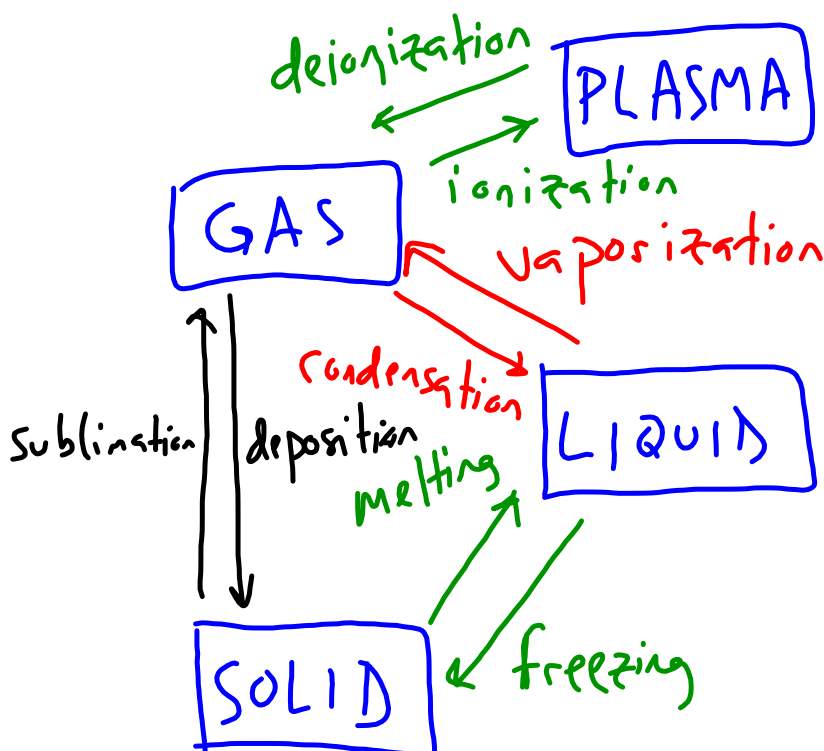 deionization
PLASMA
ionization
GAS
vaporization
condensation
LIQUID
sublimation
deposition
melting
freezing
SOLID